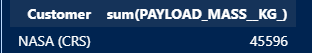 Customer sum(PAYLOAD_MASS__KG_)
NASA (CRS) 45596